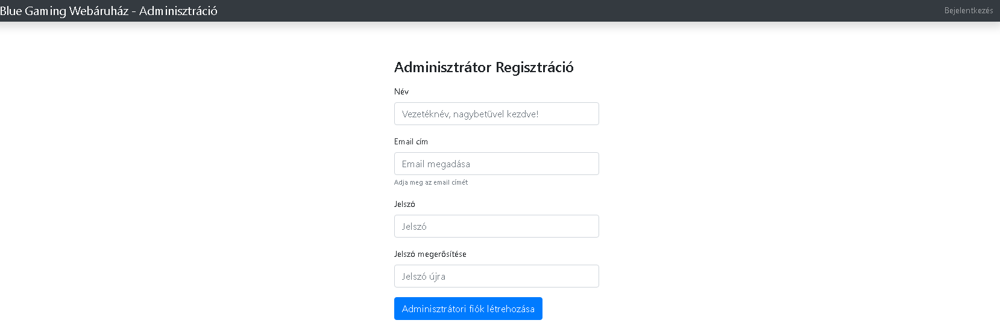 Blue Gaming Webáruház - Adminisztráció
Bejelentkezés
Adminisztrátor Regisztráció
Név
Vezetéknév, nagybetűvel kezdve!
Email cím
Email megadása
Adja meg az email címét
Jelszó
Jelszó
Jelszó megerősítése
Jelszó újra
Adminisztrátori fiók létrehozása